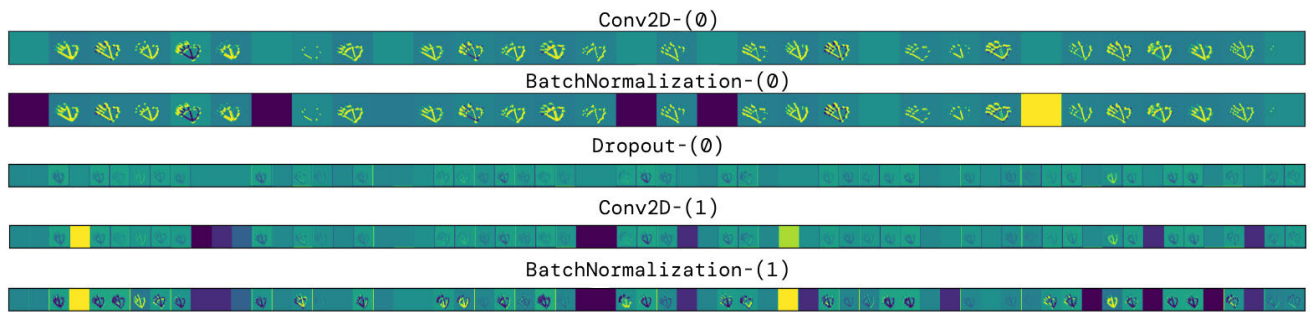 Conv2D-(0)
BatchNormalization-(0)
Dropout-(0)
Conv2D-(1)
BatchNormalization-(1)